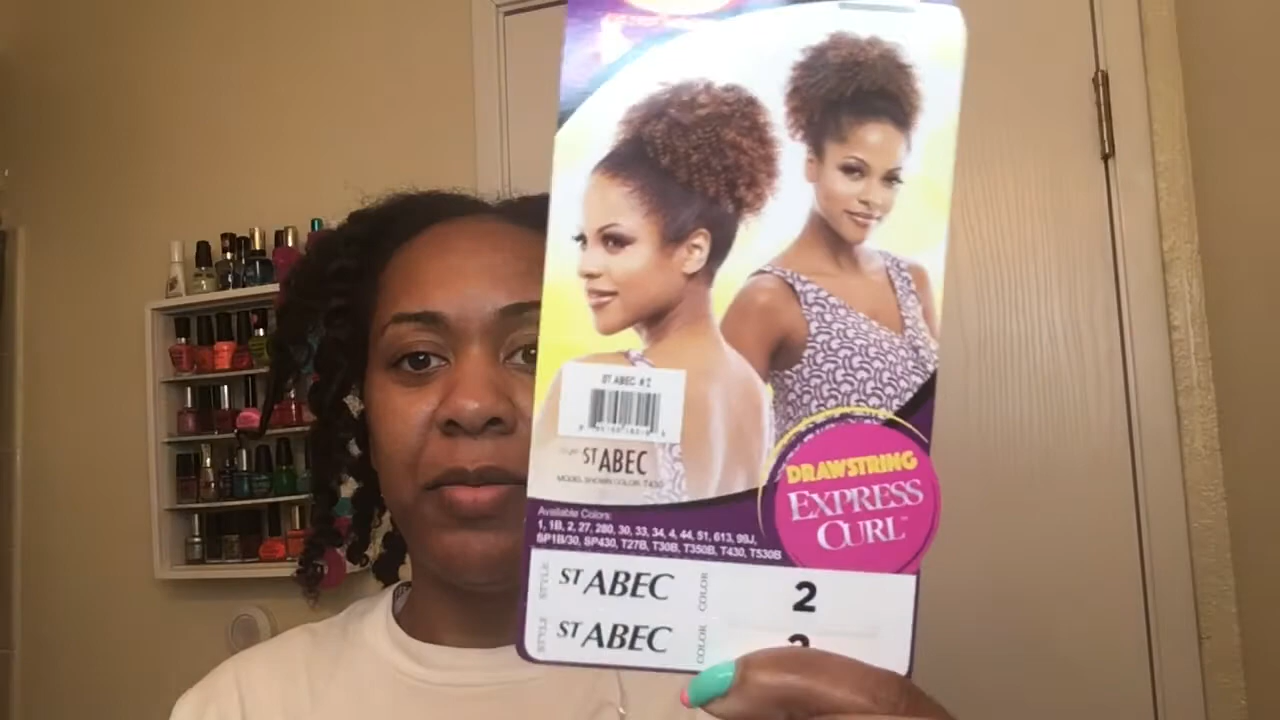 ST ABEC #2
ST ABEC
MODEL SHOWN COLOR T430
DRAWSTRING
EXPRESS
CURL™
Available Colors:
1, 1B, 2, 27, 280, 30, 33, 34, 4, 44, 51, 613, 99J,
SP1B/30, SP430, T27B, T30B, T350B, T430, T530B
STYLE ST ABEC COLOR 2
STYLE ST ABEC COLOR